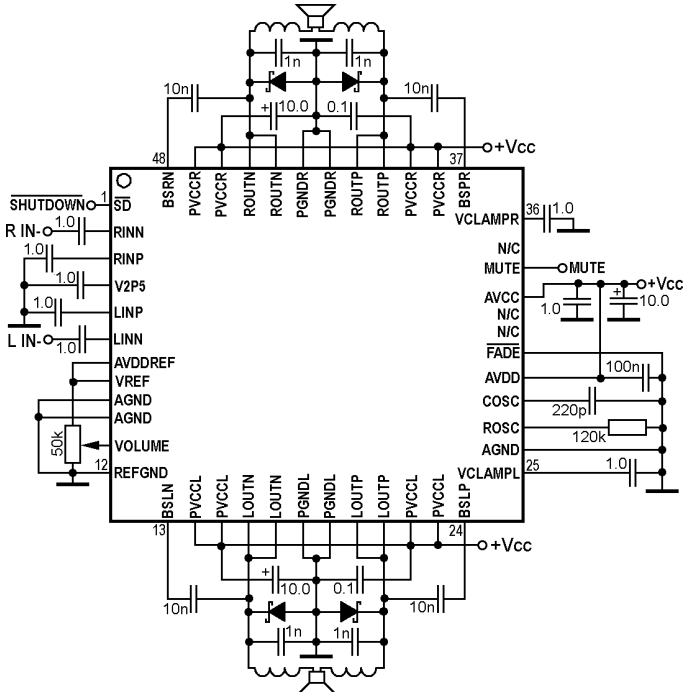 1n 1n
10n 10n
+ 10.0 0.1
48 37 +Vcc
BSRN PVCCR PVCCR ROUTN ROUTN PGNDR PGNDR ROUTP ROUTP PVCCR PVCCR BSPR
SHUTDOWN 1 SD
R IN- 1.0 RINN
1.0 RINP
1.0 V2P5
1.0 LINP
L IN- 1.0 LINN
AVDDREF
VREF
AGND
AGND
50k VOLUME
12 REFGND
VCLAMPR 36 1.0
N/C
MUTE MUTE
AVCC +Vcc
N/C 1.0 + 10.0
N/C
FADE
AVDD 100n
COSC 220p
ROSC 120k
AGND
VCLAMPL 25 1.0
BSLN PVCCL PVCCL LOUTN LOUTN PGNDL PGNDL LOUTP LOUTP PVCCL PVCCL BSLP
13 24 +Vcc
+ 10.0 0.1
10n 10n
1n 1n